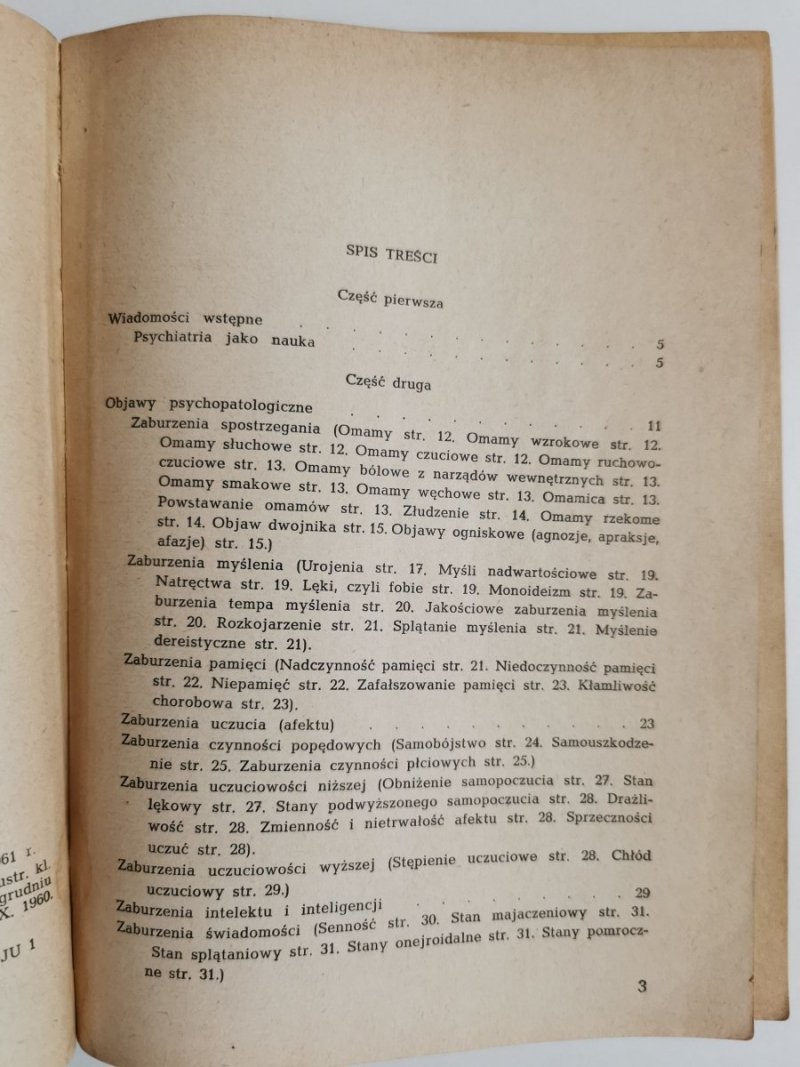 SPIS TREŚCI
Część pierwsza
Wiadomości wstępne . . . . . . . . . . . . 5
Psychiatria jako nauka . . . . . . . . . . 5
Część druga
Objawy psychopatologiczne . . . . . . . . . . 11
Zaburzenia spostrzegania (Omamy str. 12. Omamy wzrokowe str. 12.
Omamy słuchowe str. 12. Omamy czuciowe str. 12. Omamy ruchowo-
czuciowe str. 13. Omamy bólowe z narządów wewnętrznych str. 13.
Omamy smakowe str. 13. Omamy węchowe str. 13. Omamica str. 13.
Powstawanie omamów str. 13. Złudzenie str. 14. Omamy rzekome
str. 14. Objaw dwojnika str. 15. Objawy ogniskowe (agnozje, apraksje,
afazje) str. 15.)
Zaburzenia myślenia (Urojenia str. 17. Myśli nadwartościowe str. 19.
Natręctwa str. 19. Lęki, czyli fobie str. 19. Monoideizm str. 19. Za-
burzenia tempa myślenia str. 20. Jakościowe zaburzenia myślenia
str. 20. Rozkojarzenie str. 21. Splątanie myślenia str. 21. Myślenie
dereistyczne str. 21).
Zaburzenia pamięci (Nadczynność pamięci str. 21. Niedoczynność pamięci
str. 22. Niepamięć str. 22. Zafałszowanie pamięci str. 23. Kłamliwość
chorobowa str. 23).
Zaburzenia uczucia (afektu) . . . . . . . . . 23
Zaburzenia czynności popędowych (Samobójstwo str. 24. Samouszkodze-
nie str. 25. Zaburzenia czynności płciowych str. 25.)
Zaburzenia uczuciowości niższej (Obniżenie samopoczucia str. 27. Stan
lękowy str. 27. Stany podwyższonego samopoczucia str. 28. Drażli-
wość str. 28. Zmienność i nietrwałość afektu str. 28. Sprzeczności
uczuć str. 28).
Zaburzenia uczuciowości wyższej (Stępienie uczuciowe str. 28. Chłód
uczuciowy str. 29.)
Zaburzenia intelektu i inteligencji . . . . . . . 29
Zaburzenia świadomości (Senność str. 30. Stan majaczeniowy str. 31.
Stan splątaniowy str. 31. Stany onejroidalne str. 31. Stany pomrocz-
ne str. 31.)
3
61 r.
ustr. kl.
grudniu
X. 1960.
JU 1